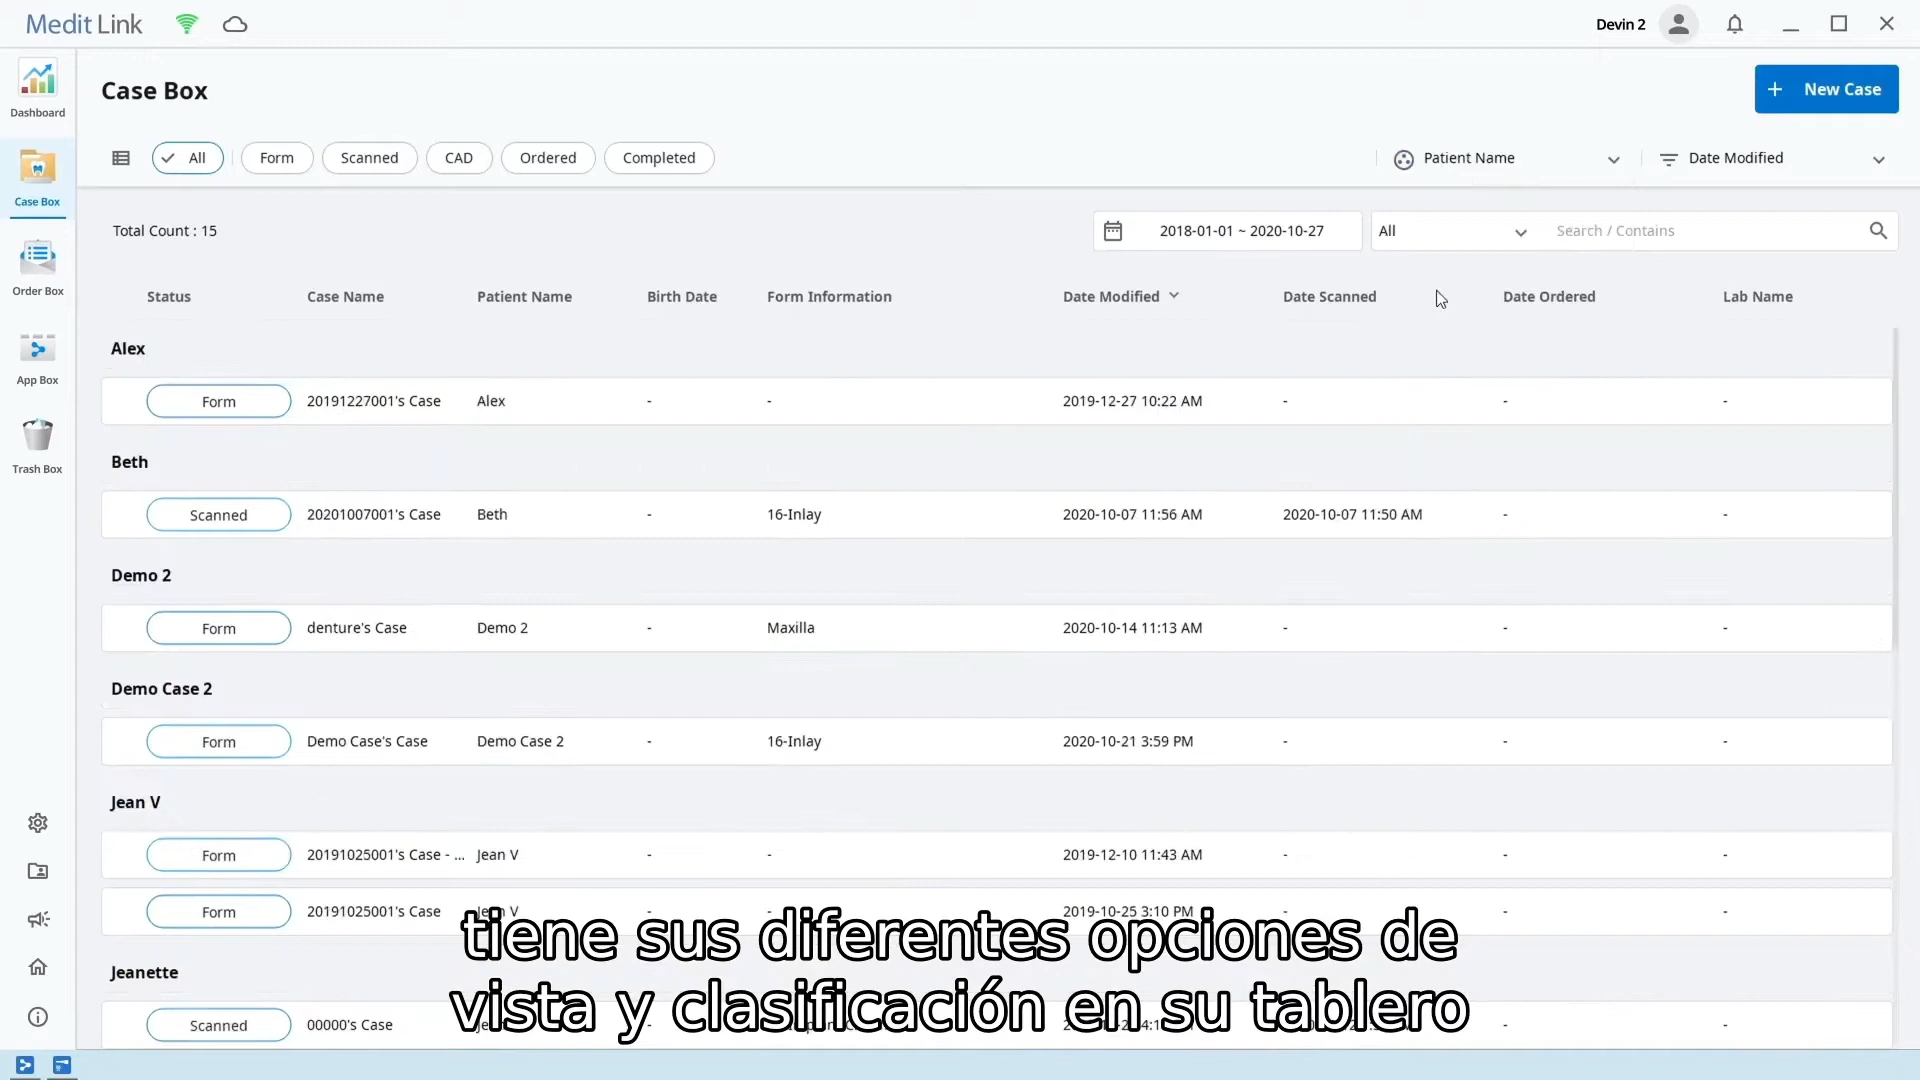 Medit Link
Devin 2
Dashboard
Case Box
Order Box
App Box
Trash Box
Case Box
+ New Case
All Form Scanned CAD Ordered Completed
Patient Name Date Modified
Total Count : 15
2018-01-01 ~ 2020-10-27 All Search / Contains
Status Case Name Patient Name Birth Date Form Information Date Modified Date Scanned Date Ordered Lab Name
Alex
Form 20191227001's Case Alex - - 2019-12-27 10:22 AM - - -
Beth
Scanned 20201007001's Case Beth - 16-Inlay 2020-10-07 11:56 AM 2020-10-07 11:50 AM - -
Demo 2
Form denture's Case Demo 2 - Maxilla 2020-10-14 11:13 AM - - -
Demo Case 2
Form Demo Case's Case Demo Case 2 - 16-Inlay 2020-10-21 3:59 PM - - -
Jean V
Form 20191025001's Case - ... Jean V - - 2019-12-10 11:43 AM - - -
Form 20191025001's Case Jean V - - 2019-10-25 3:10 PM - - -
Jeanette
Scanned 00000's Case - -
tiene sus diferentes opciones de
vista y clasificación en su tablero